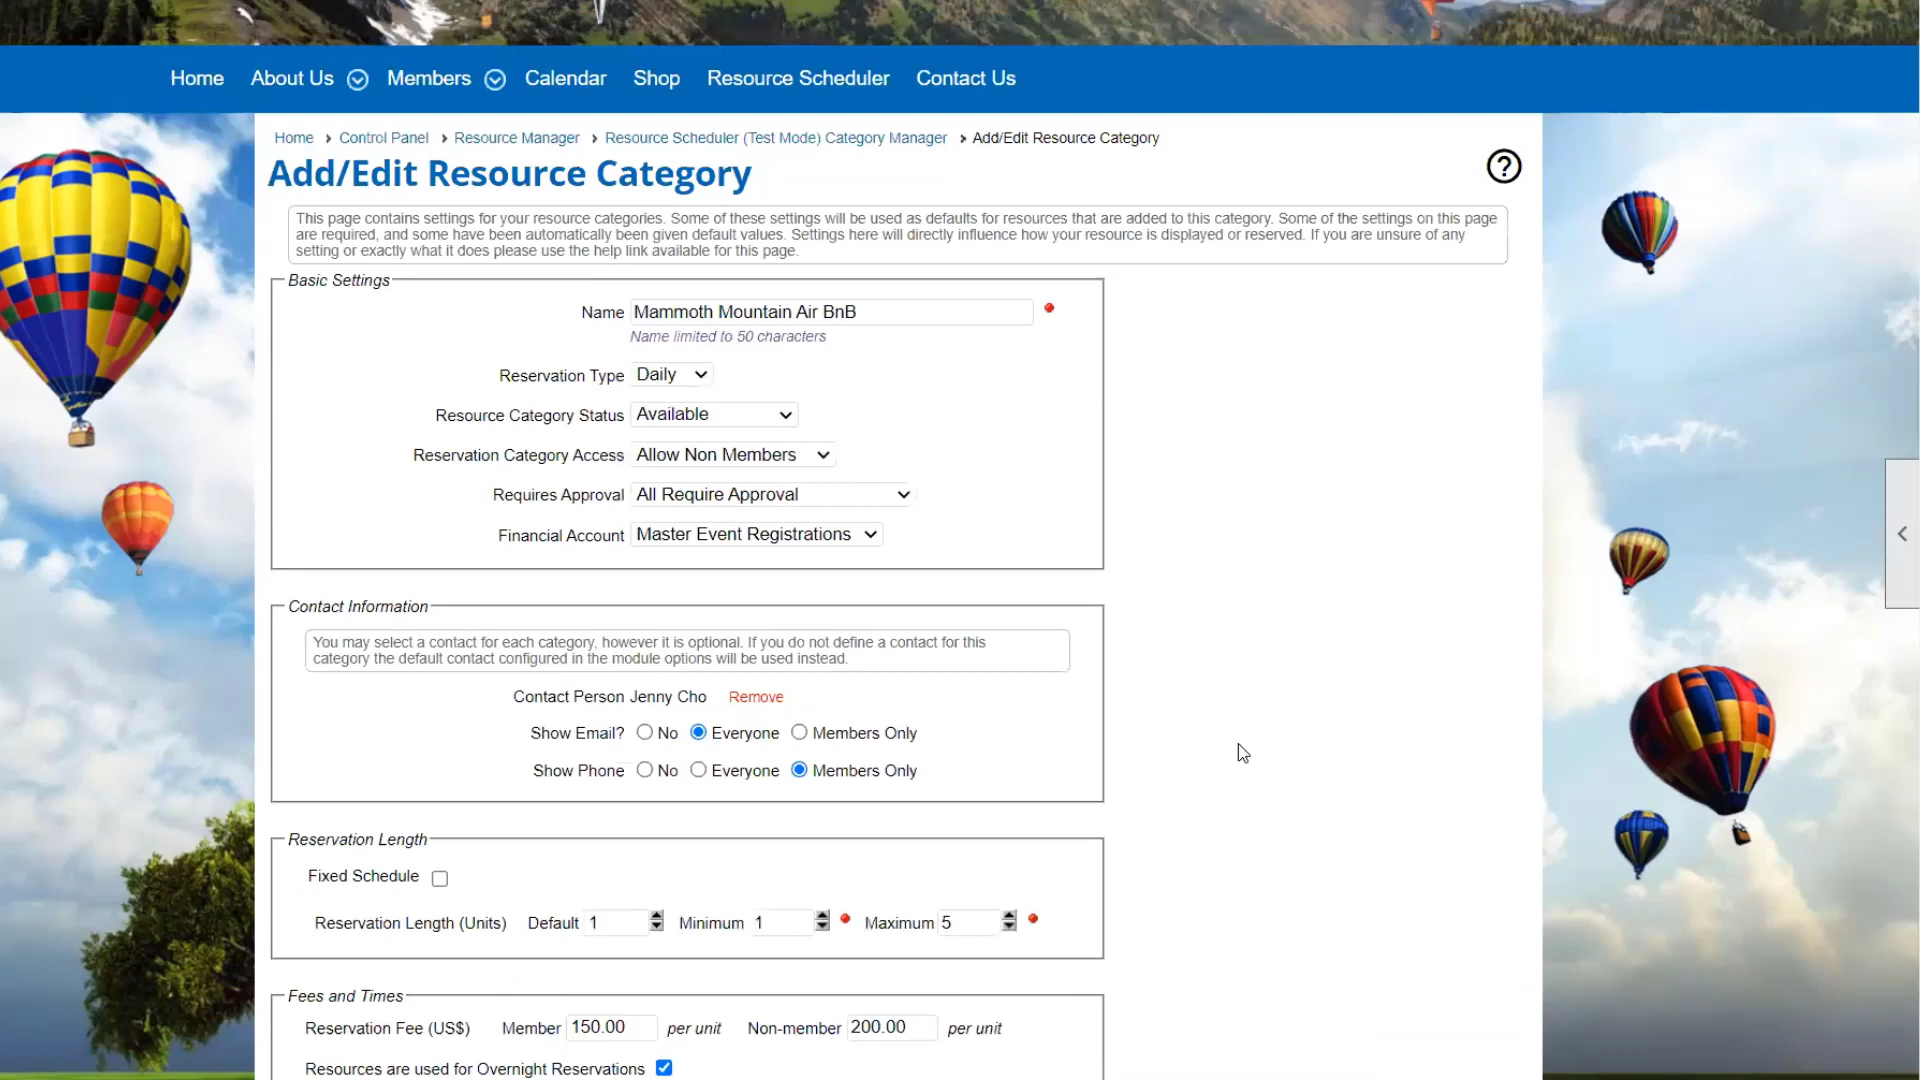 Home About Us Members Calendar Shop Resource Scheduler Contact Us
Home › Control Panel › Resource Manager › Resource Scheduler (Test Mode) Category Manager › Add/Edit Resource Category
Add/Edit Resource Category
?
This page contains settings for your resource categories. Some of these settings will be used as defaults for resources that are added to this category. Some of the settings on this page
are required, and some have been automatically been given default values. Settings here will directly influence how your resource is displayed or reserved. If you are unsure of any
setting or exactly what it does please use the help link available for this page.
Basic Settings
Name Mammoth Mountain Air BnB
Name limited to 50 characters
Reservation Type Daily
Resource Category Status Available
Reservation Category Access Allow Non Members
Requires Approval All Require Approval
Financial Account Master Event Registrations
Contact Information
You may select a contact for each category, however it is optional. If you do not define a contact for this
category the default contact configured in the module options will be used instead.
Contact Person Jenny Cho Remove
Show Email? No Everyone Members Only
Show Phone No Everyone Members Only
Reservation Length
Fixed Schedule
Reservation Length (Units) Default 1 Minimum 1 Maximum 5
Fees and Times
Reservation Fee (US$) Member 150.00 per unit Non-member 200.00 per unit
Resources are used for Overnight Reservations